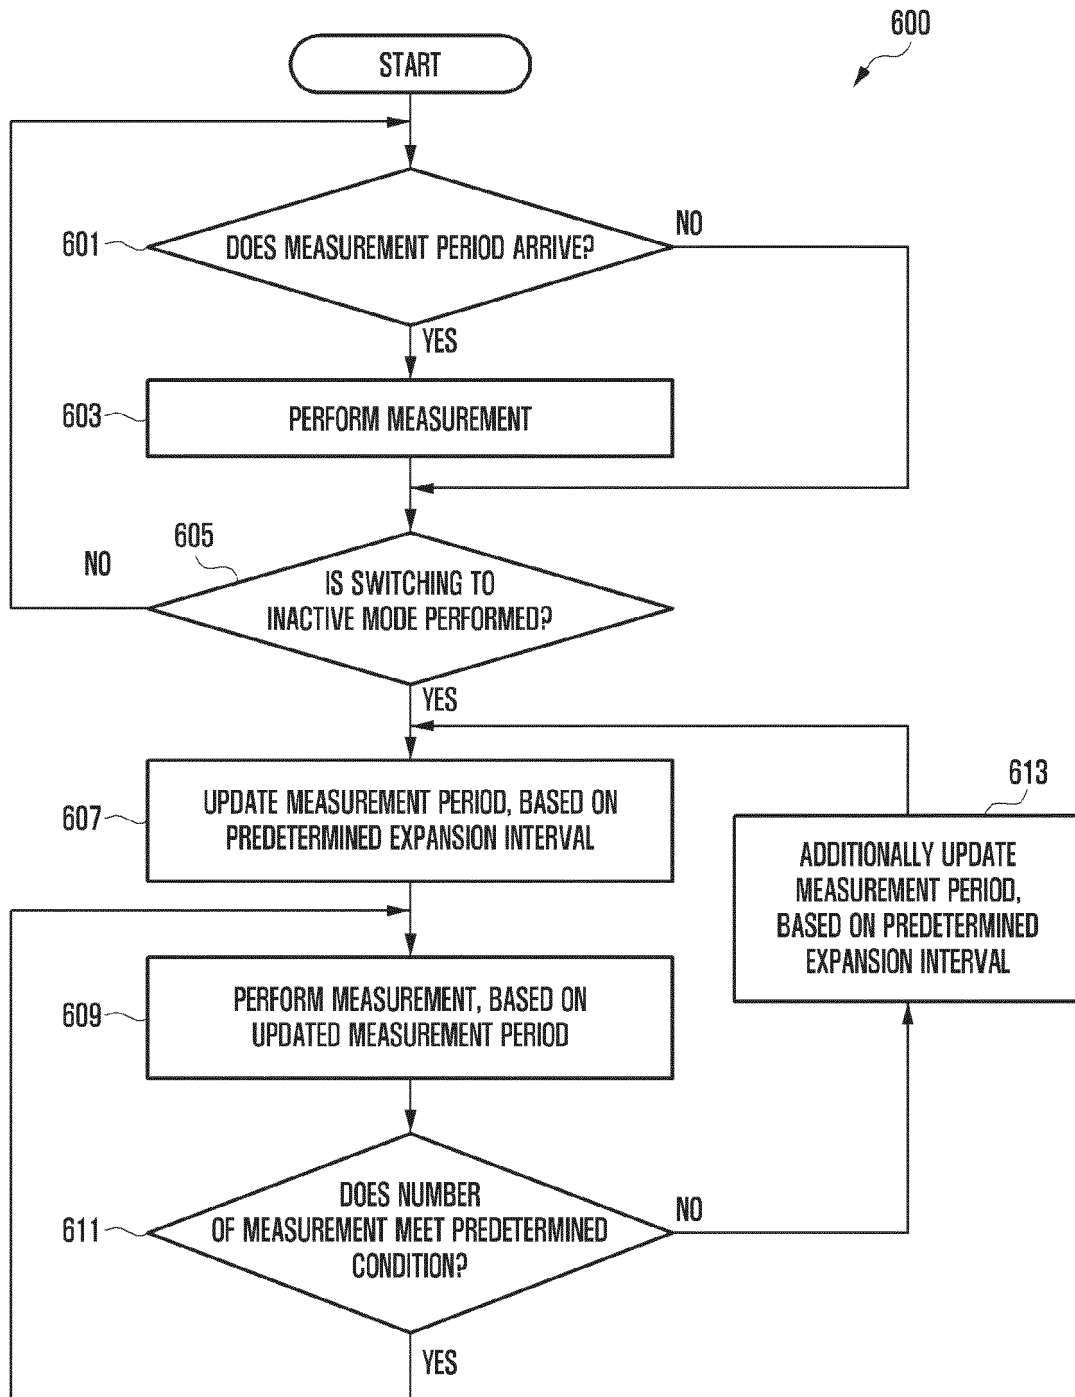 600
START
601
DOES MEASUREMENT PERIOD ARRIVE?
NO
YES
603
PERFORM MEASUREMENT
605
NO
IS SWITCHING TO
INACTIVE MODE PERFORMED?
YES
607
UPDATE MEASUREMENT PERIOD, BASED ON
PREDETERMINED EXPANSION INTERVAL
613
ADDITIONALLY UPDATE
MEASUREMENT PERIOD,
BASED ON PREDETERMINED
EXPANSION INTERVAL
609
PERFORM MEASUREMENT, BASED ON
UPDATED MEASUREMENT PERIOD
611
DOES NUMBER
OF MEASUREMENT MEET PREDETERMINED
CONDITION?
NO
YES